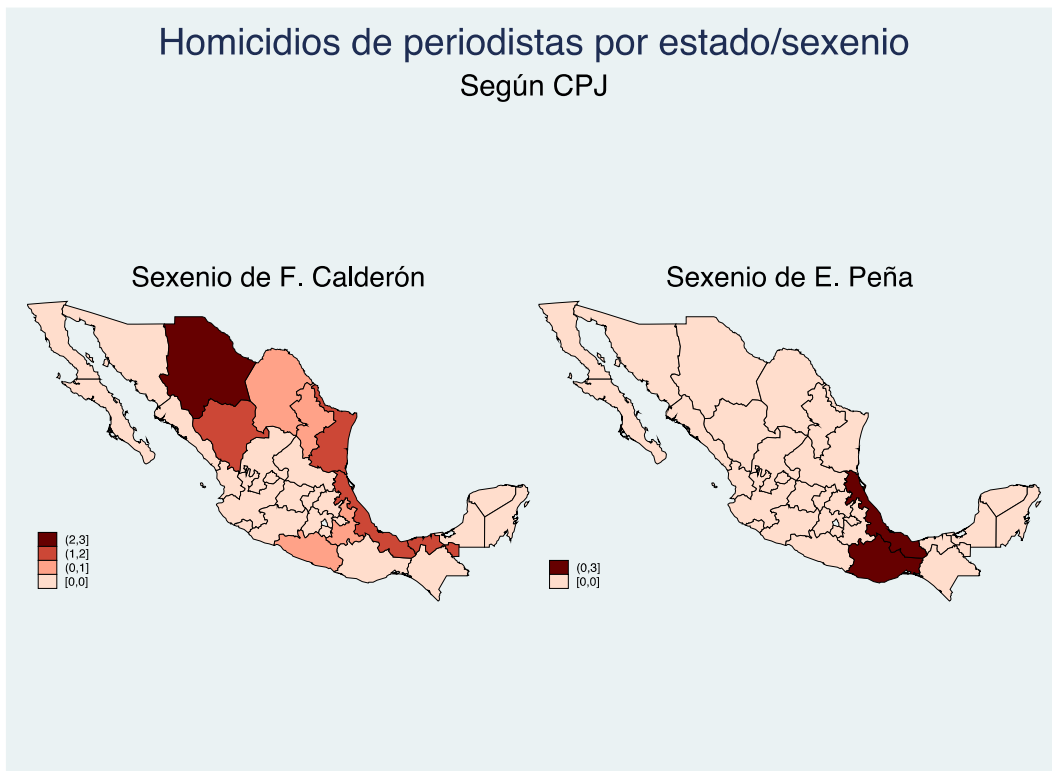 Homicidios de periodistas por estado/sexenio
Según CPJ
Sexenio de F. Calderón
(2,3]
(1,2]
(0,1]
[0,0]
Sexenio de E. Peña
(0,3]
[0,0]